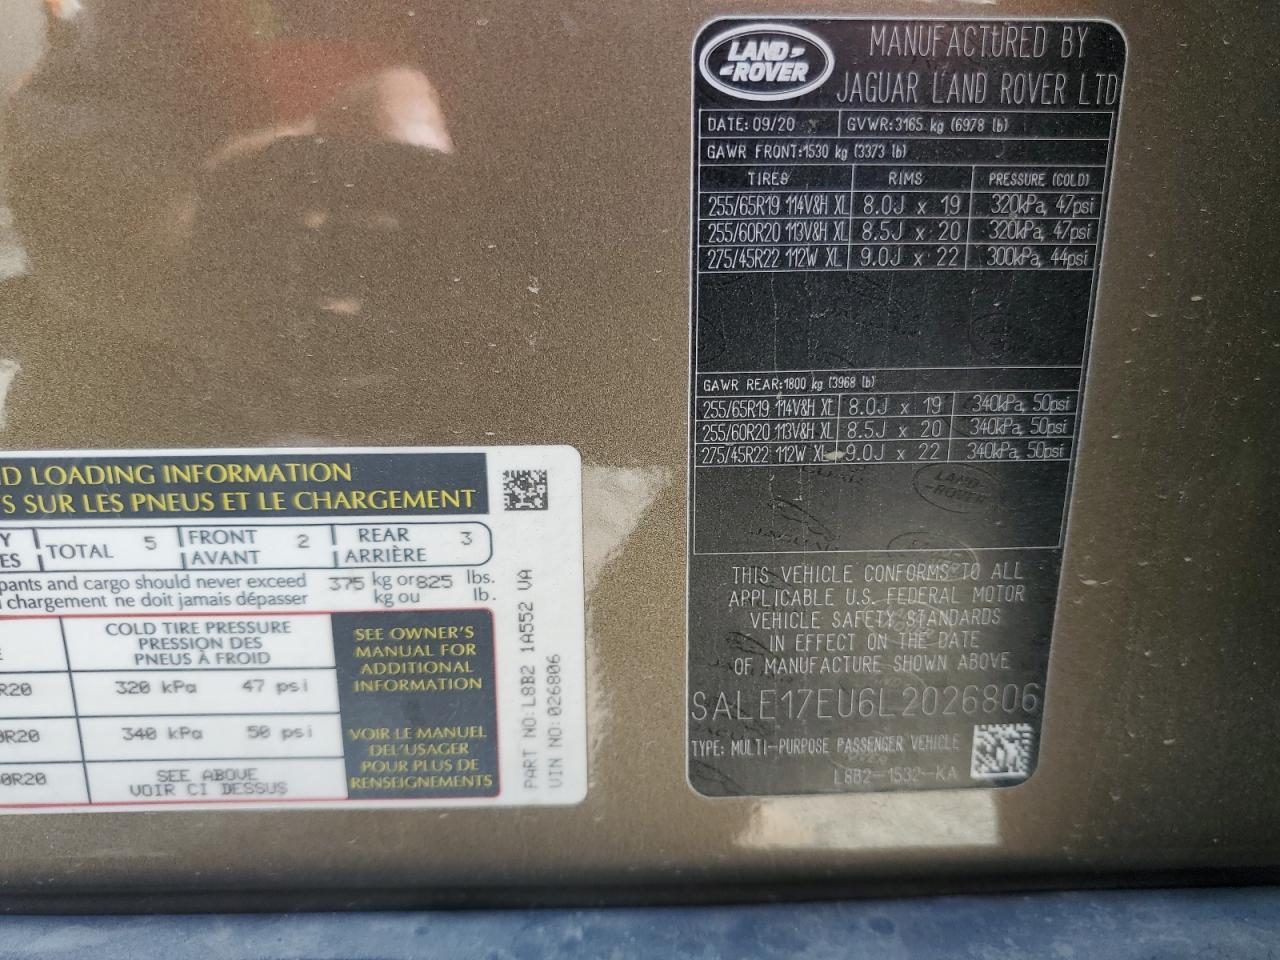 LAND ROVER
MANUFACTURED BY
JAGUAR LAND ROVER LTD
DATE: 09/20 GVWR: 3165 kg (6978 lb)
GAWR FRONT: 1530 kg (3373 lb)
TIRES RIMS PRESSURE (COLD)
255/65R19 114V&H XL 8.0J x 19 320kPa, 47psi
255/60R20 113V&H XL 8.5J x 20 320kPa, 47psi
275/45R22 112W XL 9.0J x 22 300kPa, 44psi
GAWR REAR: 1800 kg (3968 lb)
255/65R19 114V&H XL 8.0J x 19 340kPa, 50psi
255/60R20 113V&H XL 8.5J x 20 340kPa, 50psi
275/45R22 112W XL 9.0J x 22 340kPa, 50psi
THIS VEHICLE CONFORMS TO ALL
APPLICABLE U.S. FEDERAL MOTOR
VEHICLE SAFETY STANDARDS
IN EFFECT ON THE DATE
OF MANUFACTURE SHOWN ABOVE
SALE17EU6L2026806
TYPE: MULTI-PURPOSE PASSENGER VEHICLE
L8B2-1532-KA
D LOADING INFORMATION
S SUR LES PNEUS ET LE CHARGEMENT
Y TOTAL 5 FRONT 2 REAR 3
ES AVANT ARRIÈRE
pants and cargo should never exceed 375 kg or 825 lbs.
chargement ne doit jamais dépasser kg ou lb.
COLD TIRE PRESSURE
PRESSION DES
PNEUS À FROID
R20 320 kPa 47 psi
0R20 340 kPa 50 psi
0R20 SEE ABOVE
VOIR CI DESSUS
SEE OWNER'S
MANUAL FOR
ADDITIONAL
INFORMATION
VOIR LE MANUEL
DEL'USAGER
POUR PLUS DE
RENSEIGNEMENTS
PART NO: L8B2 1A552 VA
VIN NO: 026806